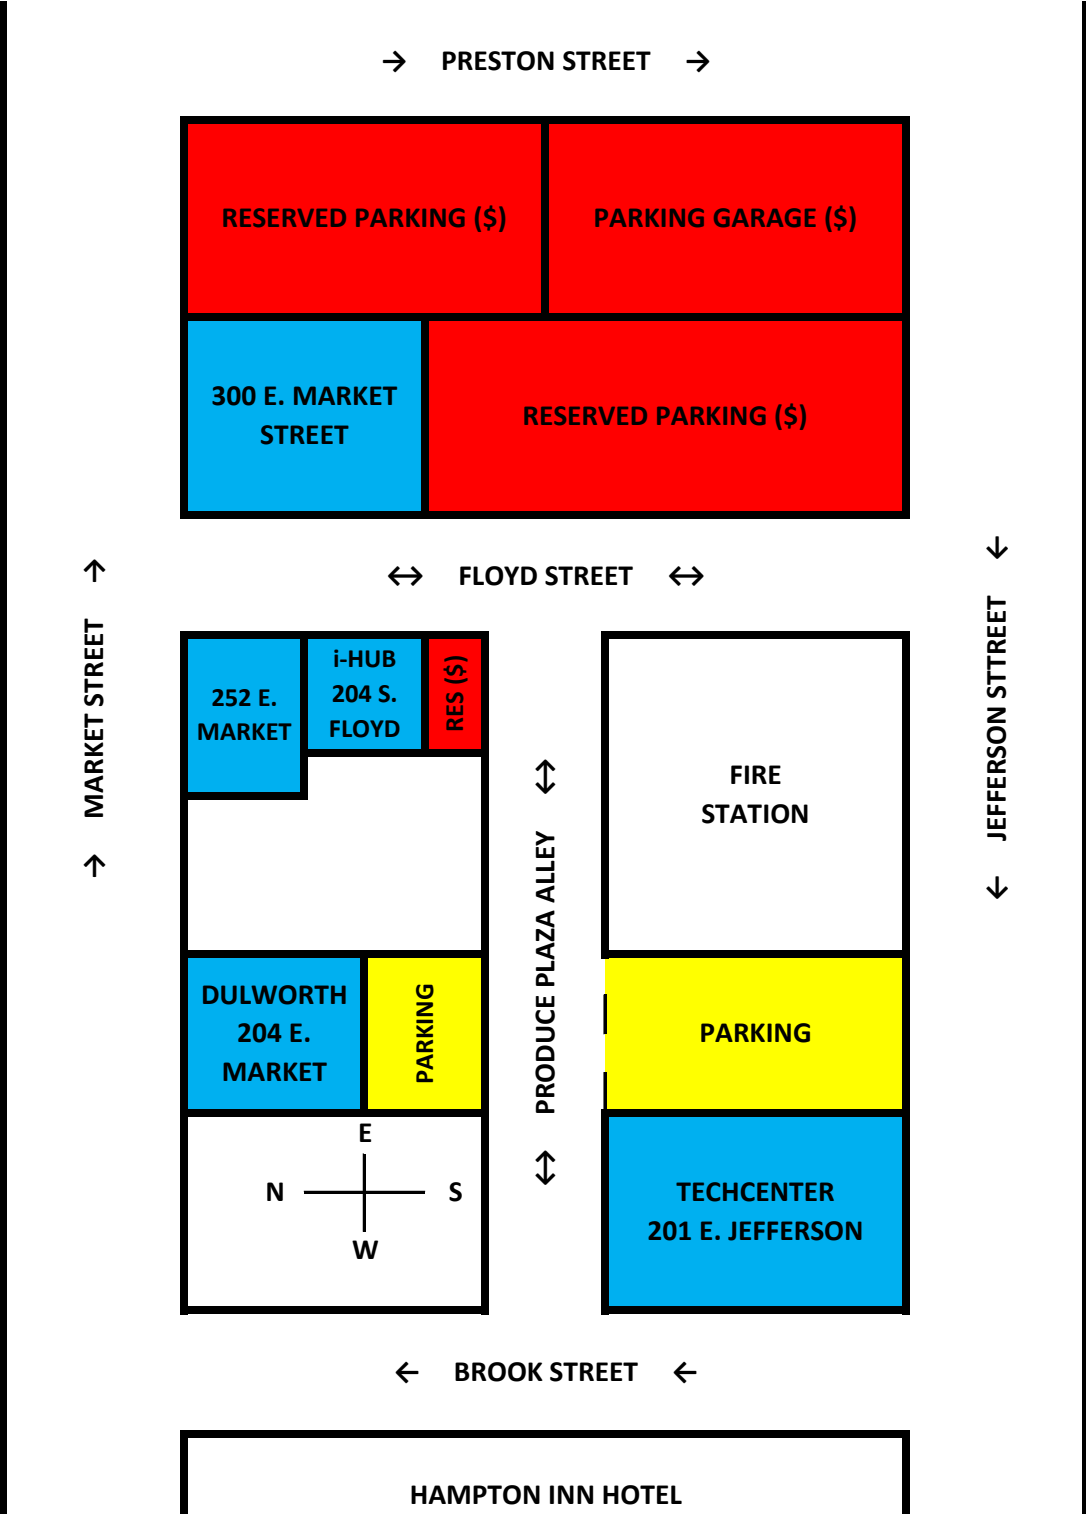 → PRESTON STREET →
RESERVED PARKING ($)
PARKING GARAGE ($)
300 E. MARKET
STREET
RESERVED PARKING ($)
↔ FLOYD STREET ↔
→ MARKET STREET →
252 E.
MARKET
i-HUB
204 S.
FLOYD
RES ($)
↔ PRODUCE PLAZA ALLEY ↔
FIRE
STATION
← JEFFERSON STTREET ←
DULWORTH
204 E.
MARKET
PARKING
PARKING
E
N
S
W
TECHCENTER
201 E. JEFFERSON
← BROOK STREET ←
HAMPTON INN HOTEL